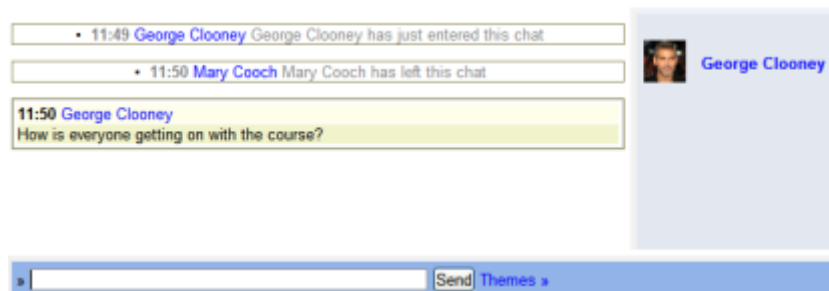 • 11:49 George Clooney George Clooney has just entered this chat
• 11:50 Mary Cooch Mary Cooch has left this chat
11:50 George Clooney
How is everyone getting on with the course?
George Clooney
» Send Themes »